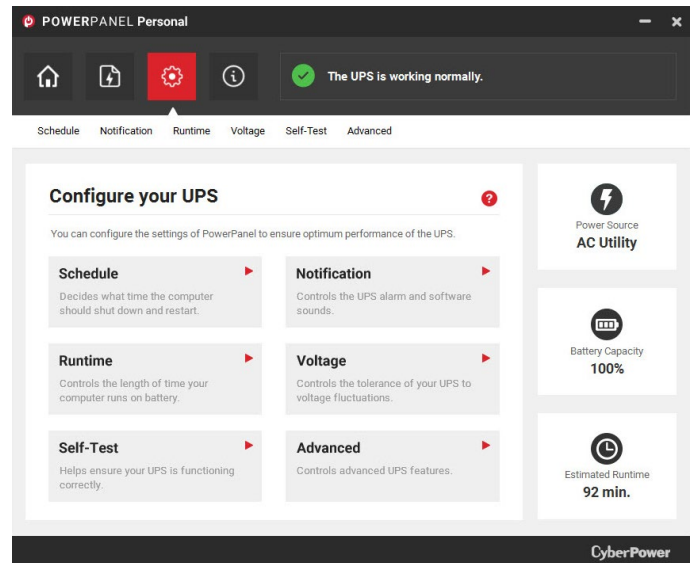 POWERPANEL Personal
The UPS is working normally.
Schedule Notification Runtime Voltage Self-Test Advanced
Configure your UPS
?
You can configure the settings of PowerPanel to ensure optimum performance of the UPS.
Schedule
Decides what time the computer
should shut down and restart.
Notification
Controls the UPS alarm and software
sounds.
Runtime
Controls the length of time your
computer runs on battery.
Voltage
Controls the tolerance of your UPS to
voltage fluctuations.
Self-Test
Helps ensure your UPS is functioning
correctly.
Advanced
Controls advanced UPS features.
Power Source
AC Utility
Battery Capacity
100%
Estimated Runtime
92 min.
CyberPower